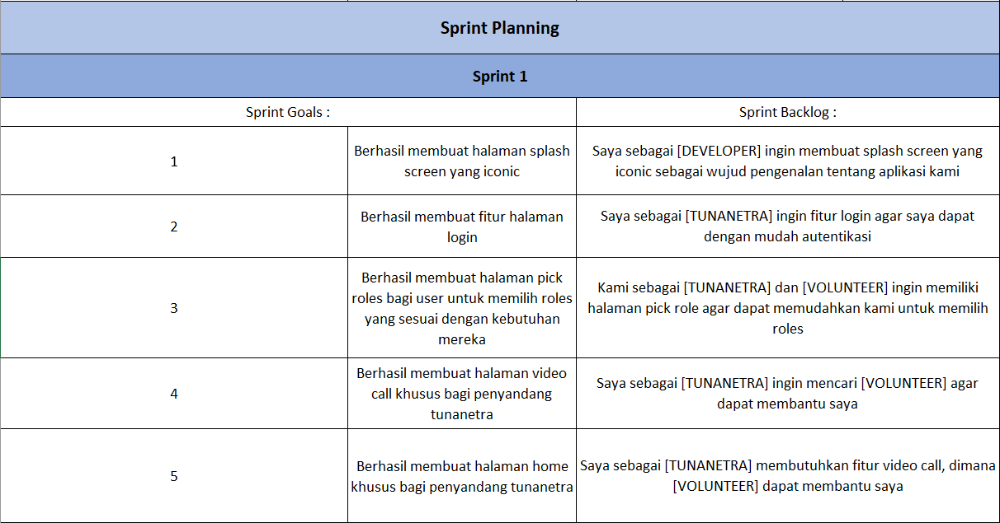 Sprint Planning
Sprint 1
Sprint Goals :
Sprint Backlog :
1
Berhasil membuat halaman splash
screen yang iconic
Saya sebagai [DEVELOPER] ingin membuat splash screen yang
iconic sebagai wujud pengenalan tentang aplikasi kami
2
Berhasil membuat fitur halaman
login
Saya sebagai [TUNANETRA] ingin fitur login agar saya dapat
dengan mudah autentikasi
3
Berhasil membuat halaman pick
roles bagi user untuk memilih roles
yang sesuai dengan kebutuhan
mereka
Kami sebagai [TUNANETRA] dan [VOLUNTEER] ingin memiliki
halaman pick role agar dapat memudahkan kami untuk memilih
roles
4
Berhasil membuat halaman video
call khusus bagi penyandang
tunanetra
Saya sebagai [TUNANETRA] ingin mencari [VOLUNTEER] agar
dapat membantu saya
5
Berhasil membuat halaman home
khusus bagi penyandang tunanetra
Saya sebagai [TUNANETRA] membutuhkan fitur video call, dimana
[VOLUNTEER] dapat membantu saya